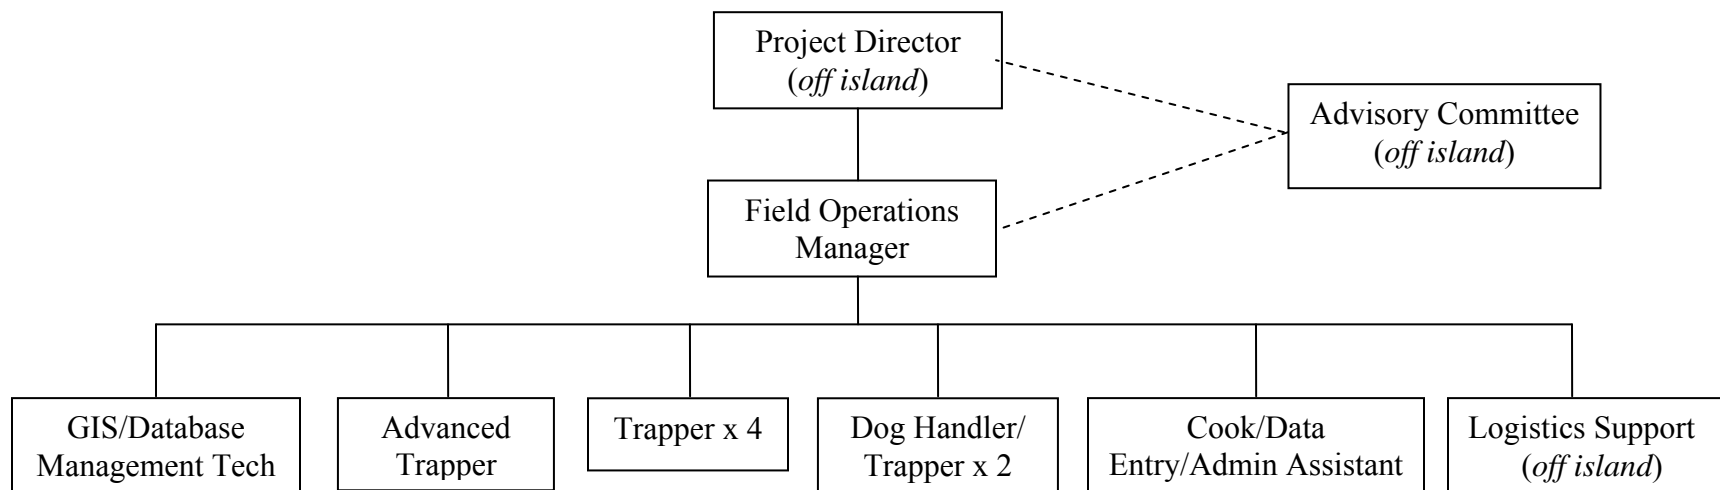 Project Director
(off island)
Advisory Committee
(off island)
Field Operations
Manager
GIS/Database
Management Tech
Advanced
Trapper
Trapper x 4
Dog Handler/
Trapper x 2
Cook/Data
Entry/Admin Assistant
Logistics Support
(off island)